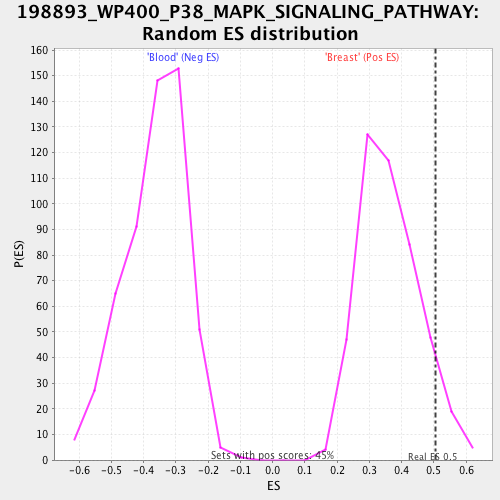 198893_WP400_P38_MAPK_SIGNALING_PATHWAY:
Random ES distribution
'Blood' (Neg ES)
'Breast' (Pos ES)
160
150
140
130
120
110
100
90
80
70
60
50
40
30
20
10
0
P(ES)
Sets with pos scores: 45%
Real ES 0.5
-0.6 -0.5 -0.4 -0.3 -0.2 -0.1 0.0 0.1 0.2 0.3 0.4 0.5 0.6
ES